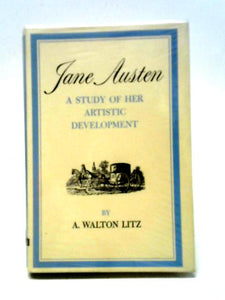 Jane Austen
A STUDY OF HER
ARTISTIC
DEVELOPMENT
BY
A. WALTON LITZ